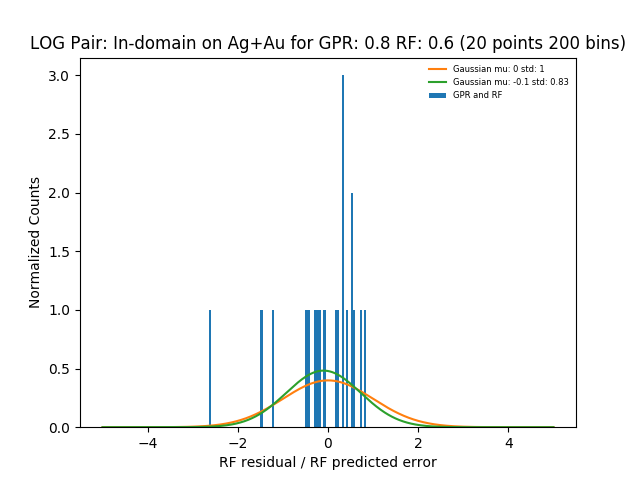 LOG Pair: In-domain on Ag+Au for GPR: 0.8 RF: 0.6 (20 points 200 bins)
Gaussian mu: 0 std: 1
Gaussian mu: -0.1 std: 0.83
GPR and RF
Normalized Counts
3.0
2.5
2.0
1.5
1.0
0.5
0.0
−4 −2 0 2 4
RF residual / RF predicted error